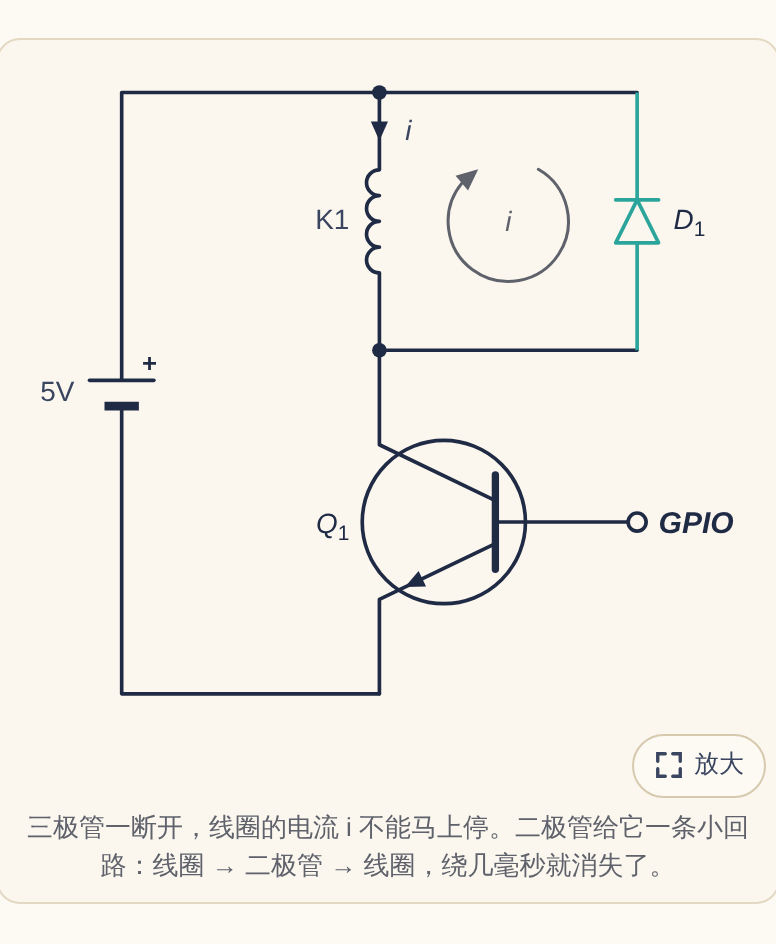 i
K1
i
D1
+
5V
Q1
GPIO
放大
三极管一断开，线圈的电流 i 不能马上停。二极管给它一条小回
路：线圈 → 二极管 → 线圈，绕几毫秒就消失了。